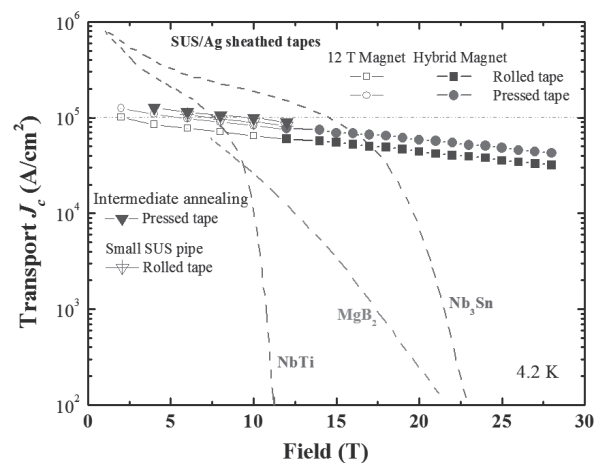 SUS/Ag sheathed tapes
12 T Magnet Hybrid Magnet
Rolled tape
Pressed tape
Intermediate annealing
Pressed tape
Small SUS pipe
Rolled tape
NbTi
MgB₂
Nb₃Sn
4.2 K
Transport J_c (A/cm²)
10⁶
10⁵
10⁴
10³
10²
0 5 10 15 20 25 30
Field (T)